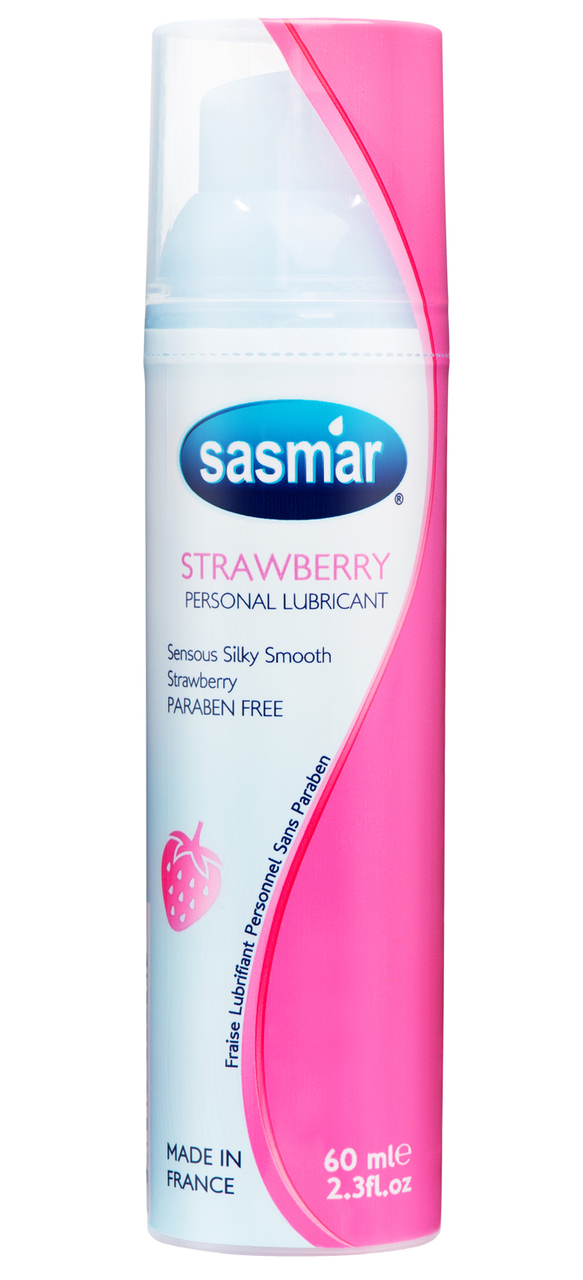 sasmar
®
STRAWBERRY
PERSONAL LUBRICANT
Sensous Silky Smooth
Strawberry
PARABEN FREE
Fraise Lubrifiant Personnel Sans Paraben
MADE IN
FRANCE
60 ml℮
2.3fl.oz